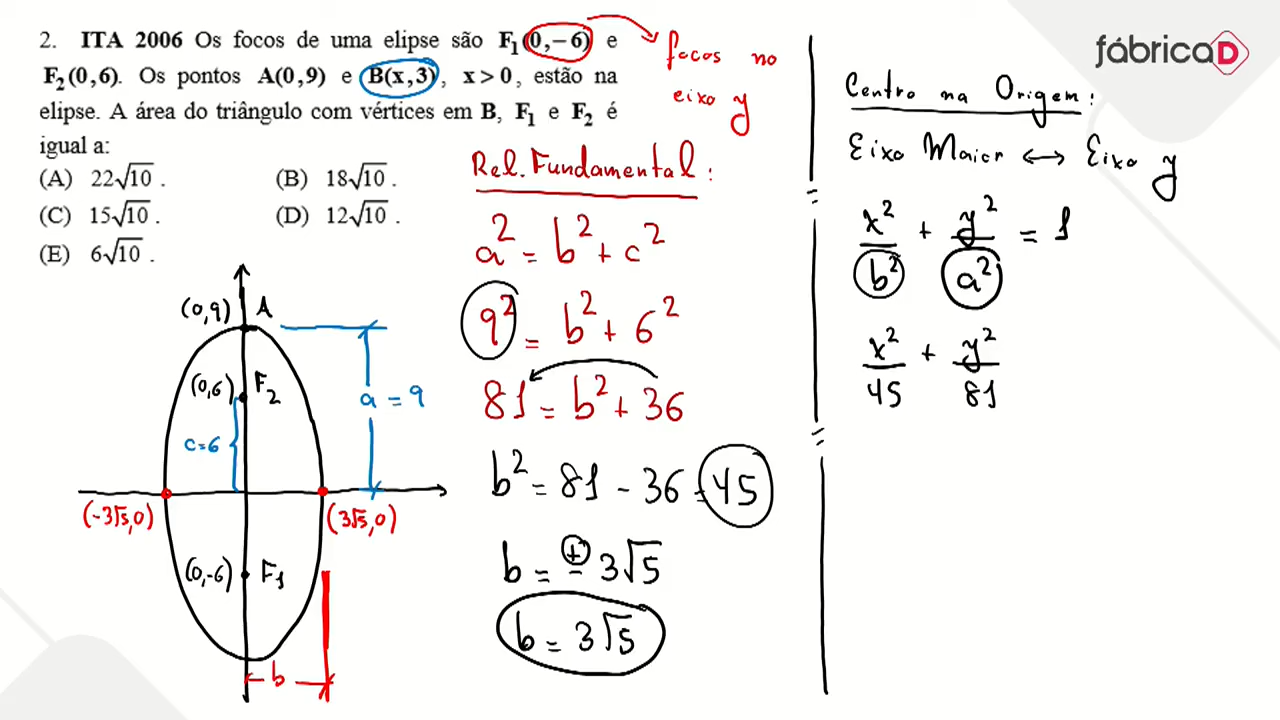 2. ITA 2006 Os focos de uma elipse são F₁(0,−6) e
F₂(0,6). Os pontos A(0,9) e B(x,3), x > 0, estão na
elipse. A área do triângulo com vértices em B, F₁ e F₂ é
igual a:
(A) 22√10 .
(B) 18√10 .
(C) 15√10 .
(D) 12√10 .
(E) 6√10 .
focos no
eixo y
Rel. Fundamental:
a² = b² + c²
9² = b² + 6²
81 = b² + 36
b² = 81 - 36 = 45
b = ± 3√5
b = 3√5
(0,9) A
(0,6) F₂
c=6
a = 9
(-3√5,0)
(3√5,0)
(0,-6) F₁
b
fábricaD
Centro na Origem:
Eixo Maior ↔ Eixo y
x²/b² + y²/a² = 1
x²/45 + y²/81